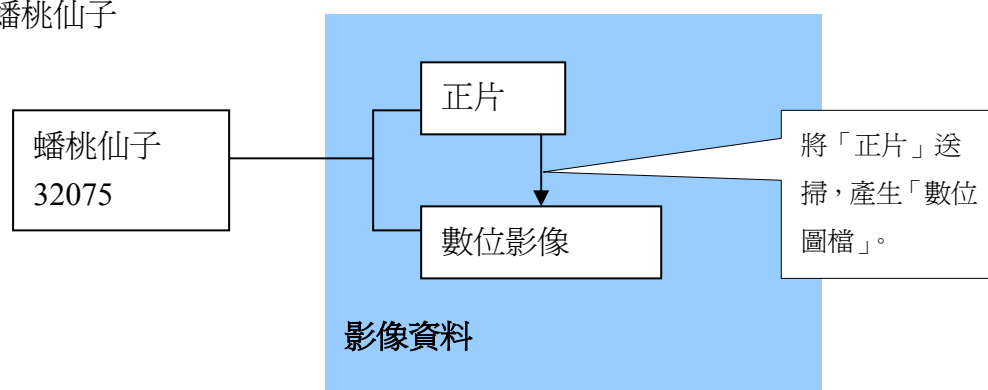 蟠桃仙子
正片
蟠桃仙子
32075
將「正片」送
掃,產生「數位
圖檔」。
數位影像
影像資料